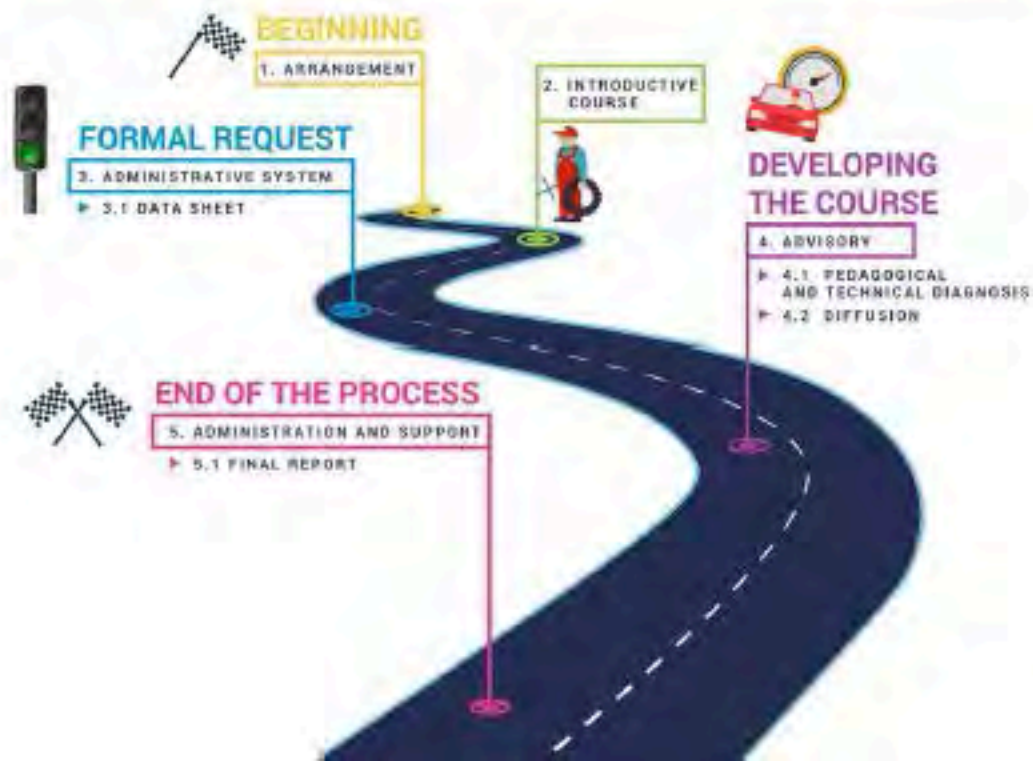 BEGINNING
1. ARRANGEMENT
2. INTRODUCTIVE
COURSE
FORMAL REQUEST
3. ADMINISTRATIVE SYSTEM
3.1 DATA SHEET
DEVELOPING
THE COURSE
4. ADVISORY
4.1 PEDAGOGICAL
AND TECHNICAL DIAGNOSIS
4.2 DIFFUSION
END OF THE PROCESS
5. ADMINISTRATION AND SUPPORT
5.1 FINAL REPORT